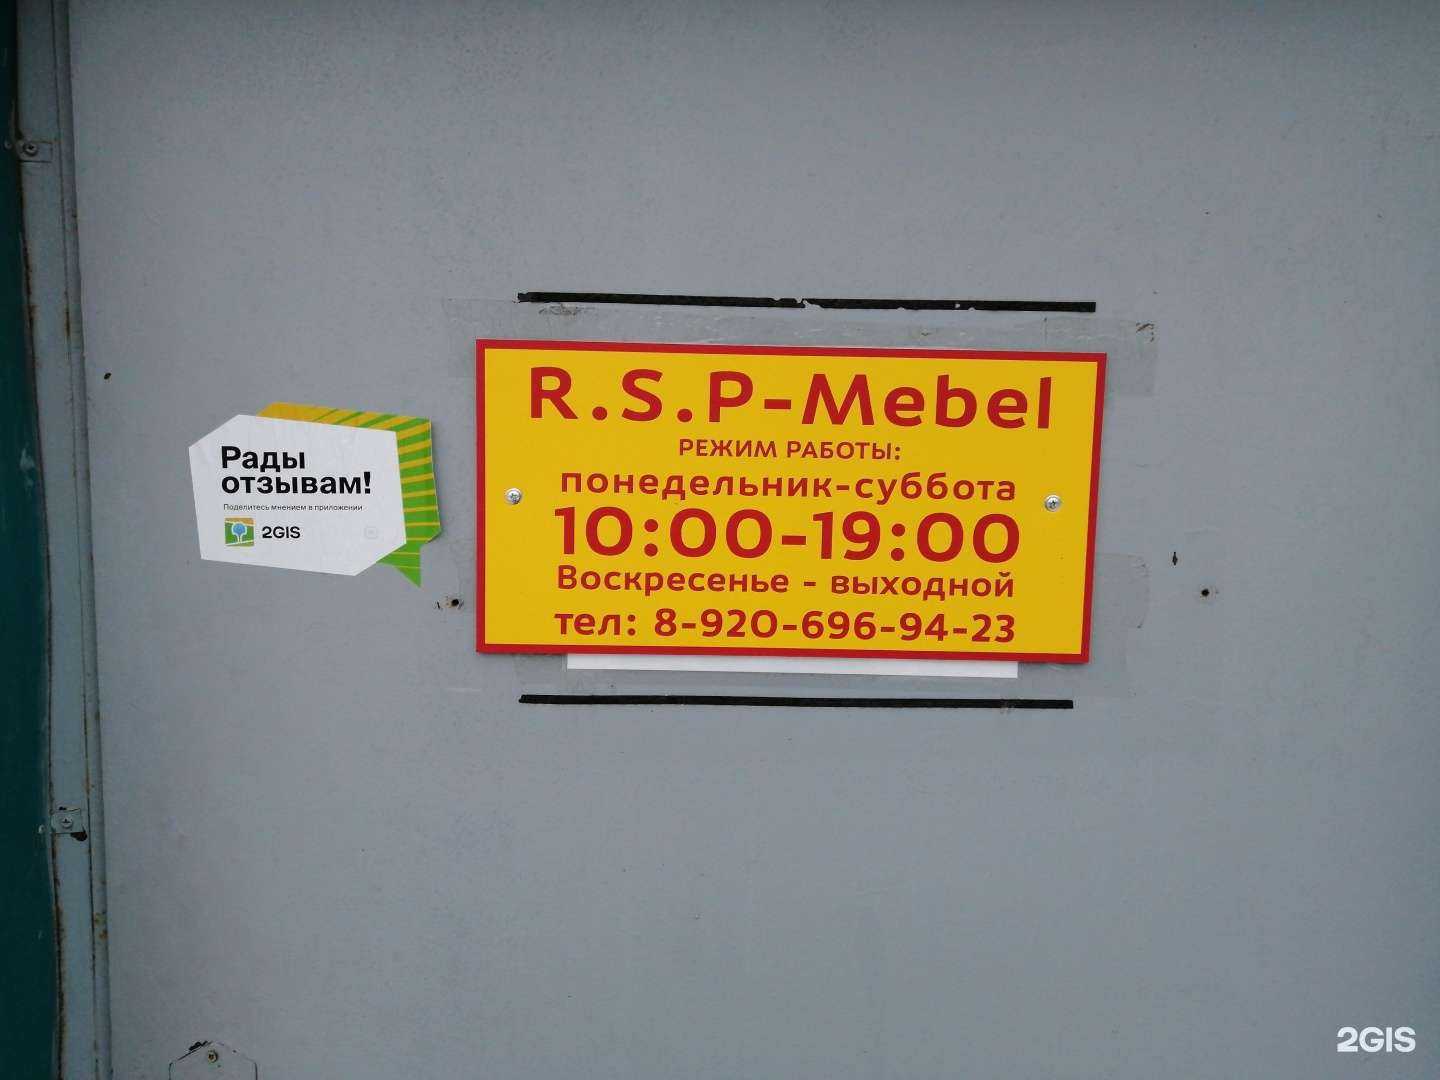 Рады
отзывам!
Поделитесь мнением в приложении
2GIS
R.S.P-Mebel
РЕЖИМ РАБОТЫ:
понедельник-суббота
10:00-19:00
Воскресенье - выходной
тел: 8-920-696-94-23
2GIS